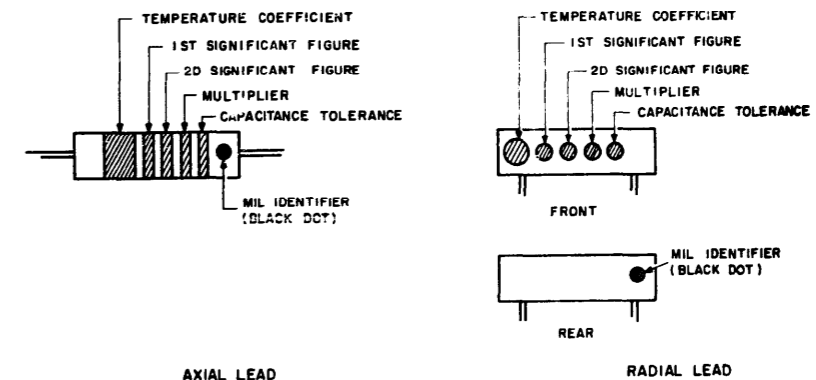 TEMPERATURE COEFFICIENT
1ST SIGNIFICANT FIGURE
2D SIGNIFICANT FIGURE
MULTIPLIER
CAPACITANCE TOLERANCE
MIL IDENTIFIER
(BLACK DOT)
AXIAL LEAD
TEMPERATURE COEFFICIENT
1ST SIGNIFICANT FIGURE
2D SIGNIFICANT FIGURE
MULTIPLIER
CAPACITANCE TOLERANCE
FRONT
MIL IDENTIFIER
(BLACK DOT)
REAR
RADIAL LEAD